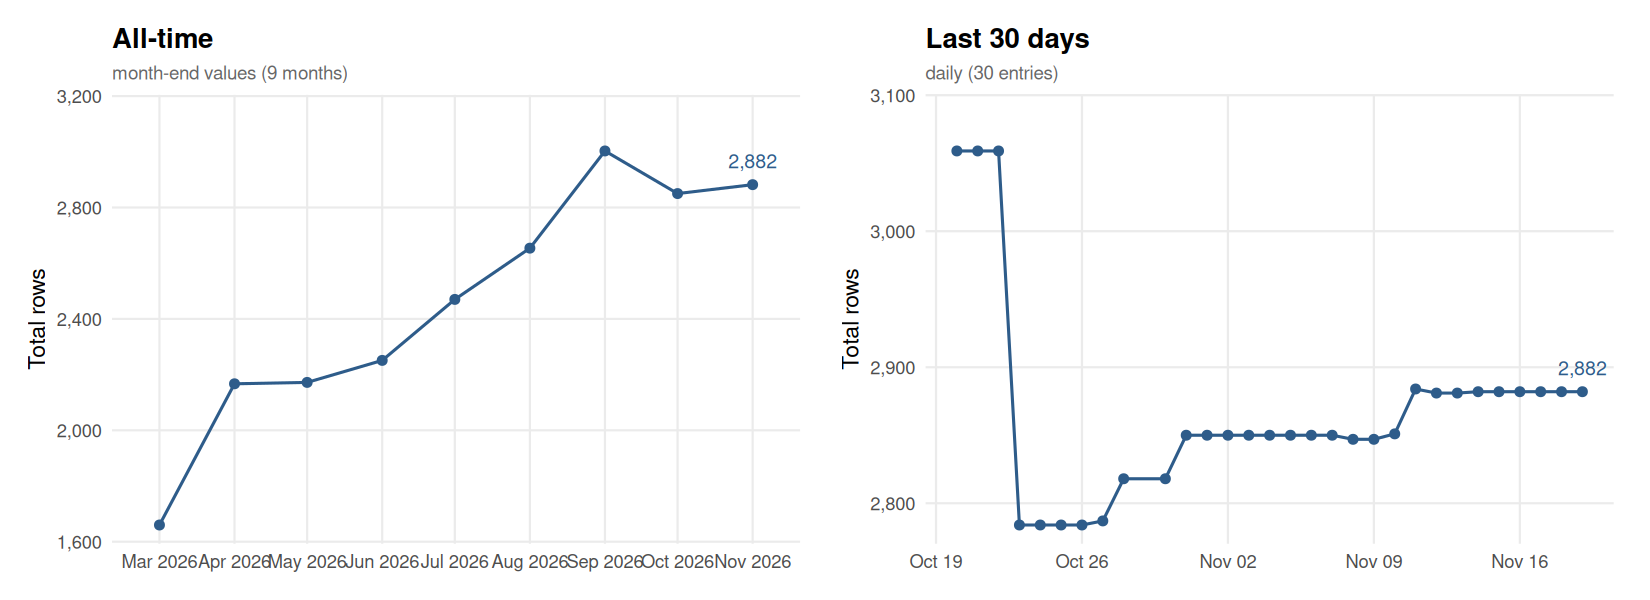 All-time
month-end values (9 months)
Total rows
3,200
2,800
2,400
2,000
1,600
2,882
Mar 2026 Apr 2026 May 2026 Jun 2026 Jul 2026 Aug 2026 Sep 2026 Oct 2026 Nov 2026
Last 30 days
daily (30 entries)
Total rows
3,100
3,000
2,900
2,800
2,882
Oct 19 Oct 26 Nov 02 Nov 09 Nov 16